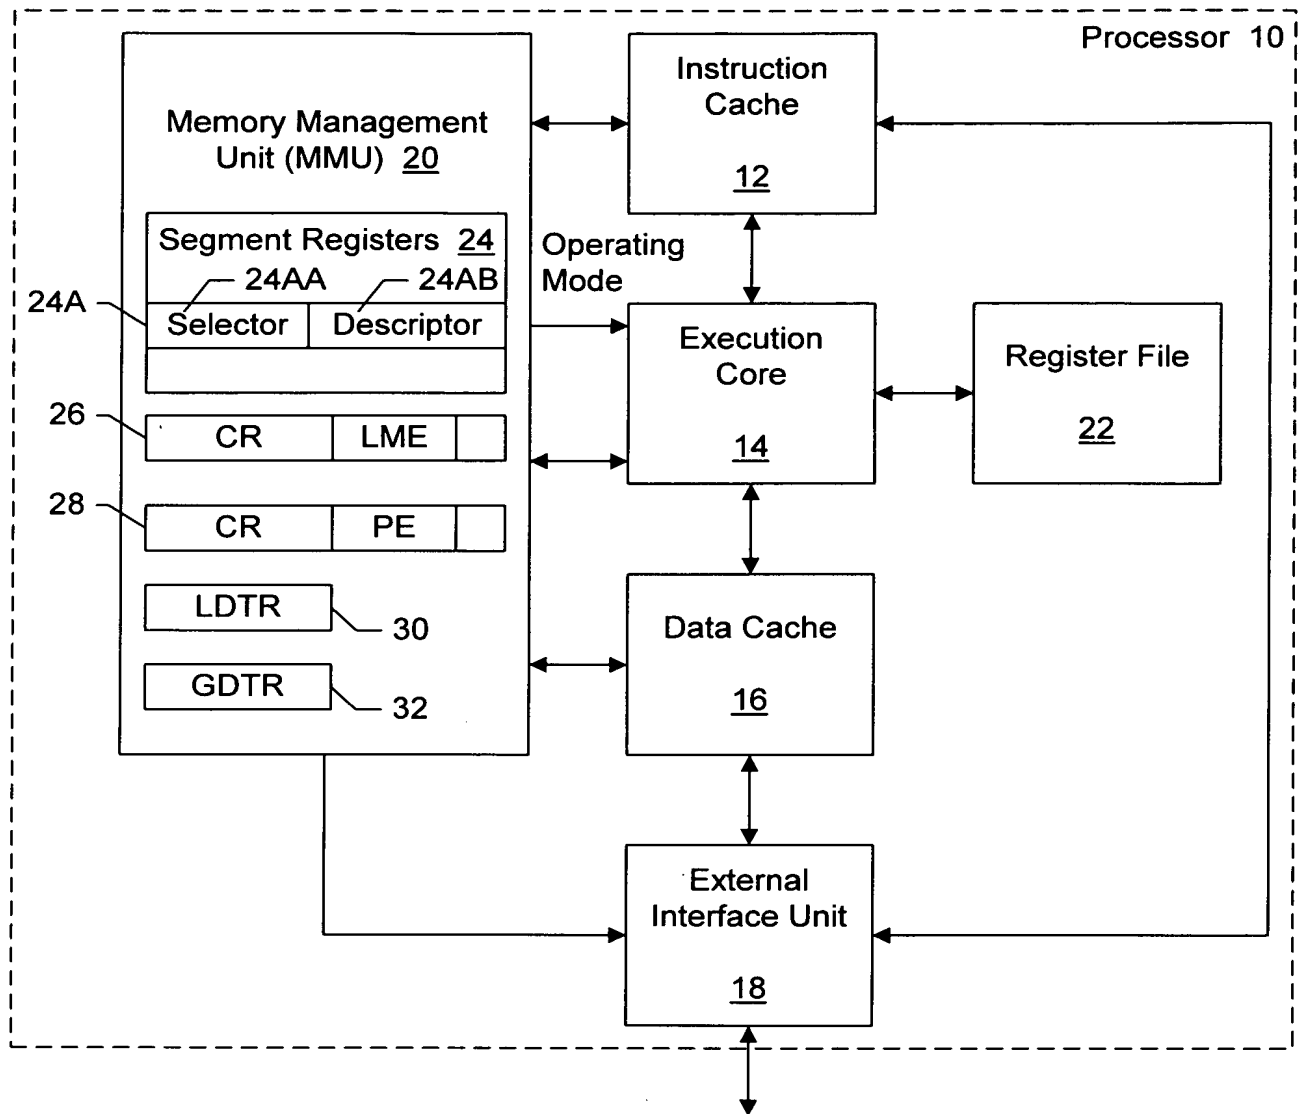 Processor 10
Instruction
Cache
12
Memory Management
Unit (MMU) 20
Segment Registers 24
24AA
24AB
24A
Selector
Descriptor
Operating
Mode
Execution
Core
14
Register File
22
26
CR
LME
28
CR
PE
LDTR
30
GDTR
32
Data Cache
16
External
Interface Unit
18